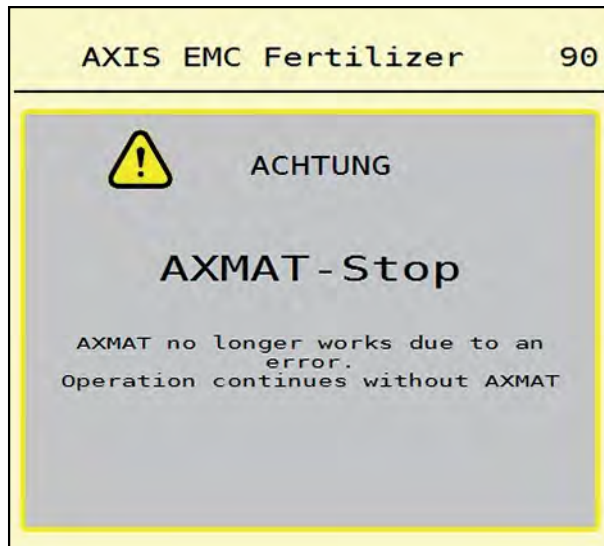 AXIS EMC Fertilizer 90
ACHTUNG
AXMAT-Stop
AXMAT no longer works due to an
error.
Operation continues without AXMAT